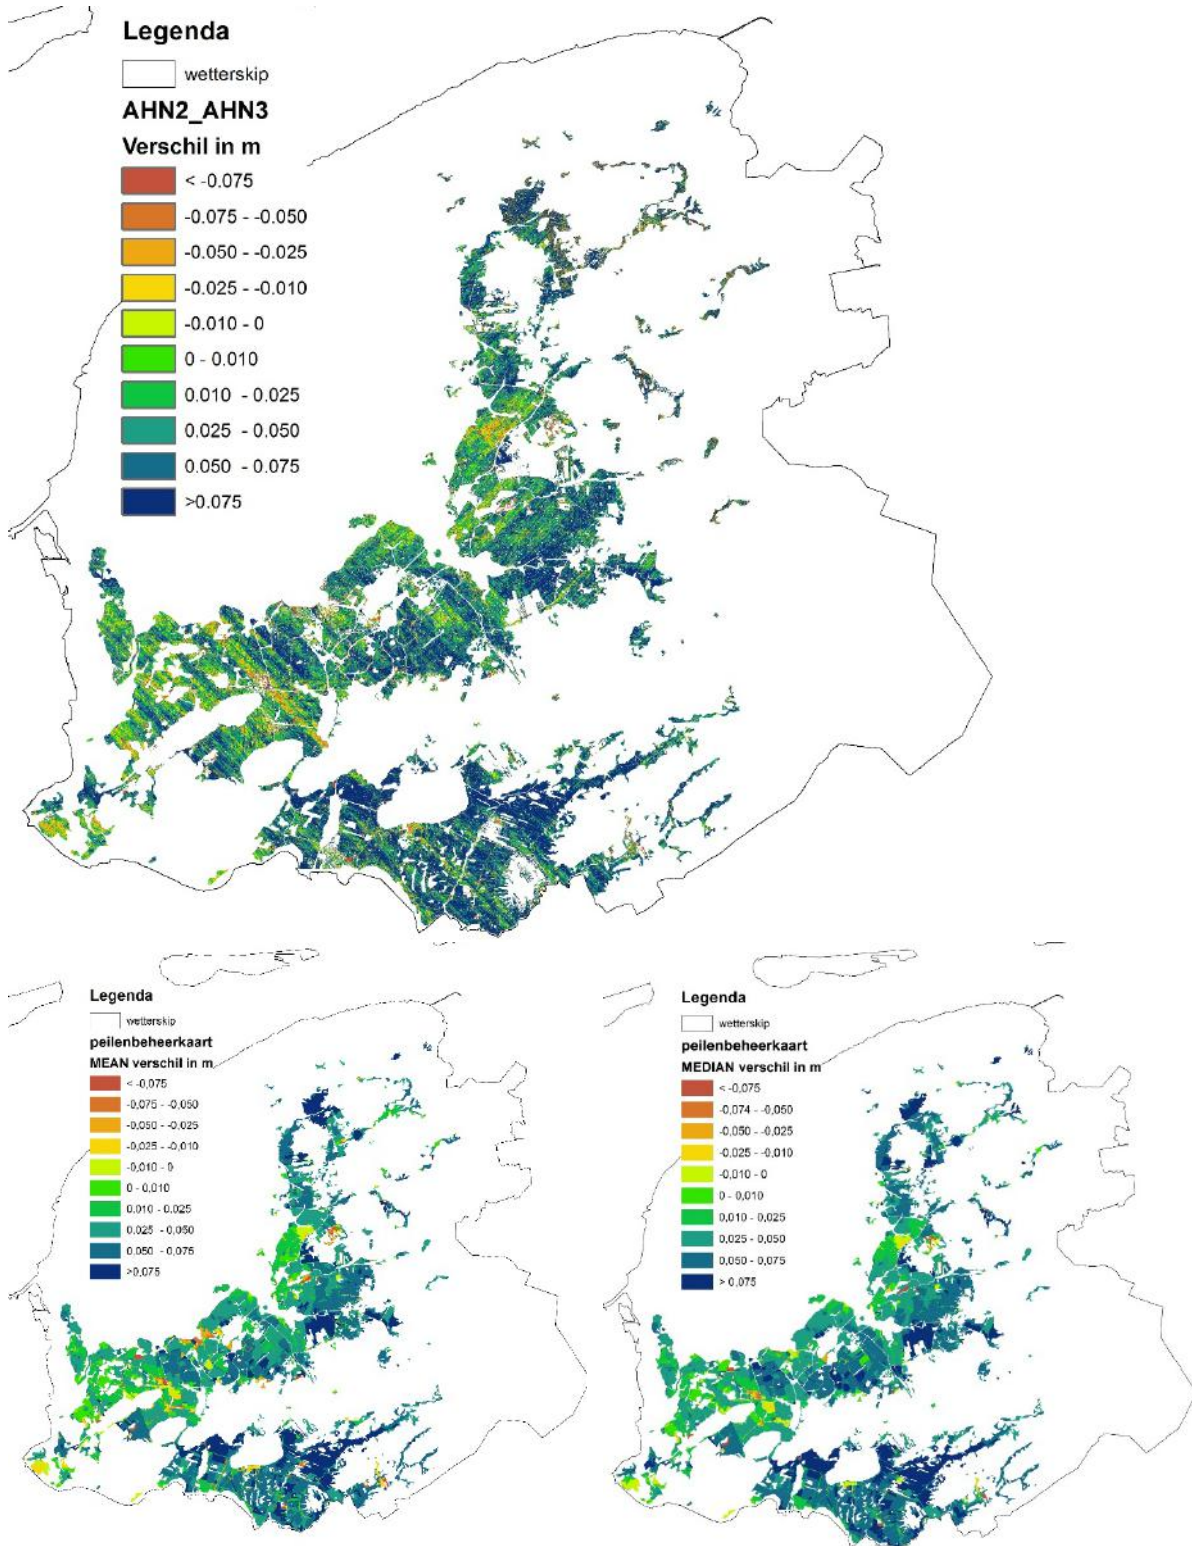 Legenda
wetterskip
AHN2_AHN3
Verschil in m
< -0.075
-0.075 - -0.050
-0.050 - -0.025
-0.025 - -0.010
-0.010 - 0
0 - 0.010
0.010 - 0.025
0.025 - 0.050
0.050 - 0.075
>0.075
Legenda
wetterskip
peilenbeheerkaart
MEAN verschil in m
< -0,075
-0,075 - -0,050
-0,050 - -0,025
-0,025 - -0,010
-0,010 - 0
0 - 0,010
0,010 - 0,025
0,025 - 0,050
0,050 - 0,075
>0,075
Legenda
wetterskip
peilenbeheerkaart
MEDIAN verschil in m
< -0,075
-0,074 - -0,050
-0,050 - -0,025
-0,025 - -0,010
-0,010 - 0
0 - 0,010
0,010 - 0,025
0,025 - 0,050
0,050 - 0,075
> 0,075